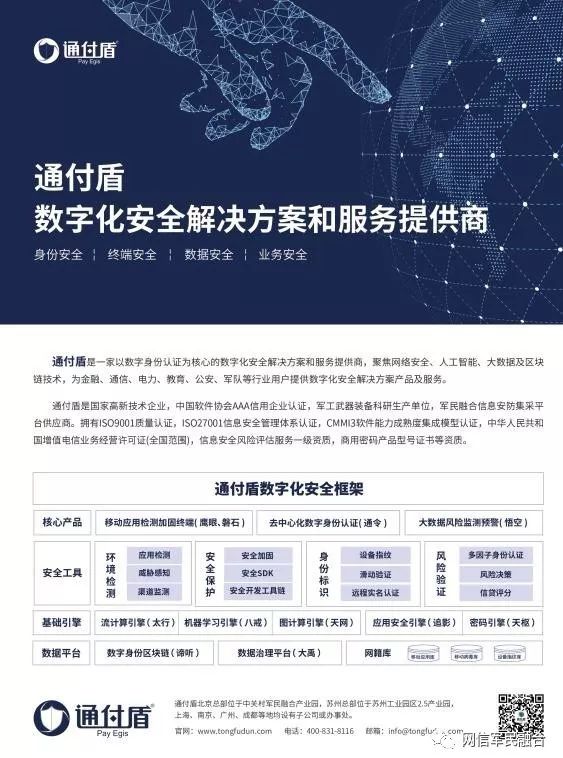 通付盾
Pay Egis
通付盾
数字化安全解决方案和服务提供商
身份安全 ¦ 终端安全 ¦ 数据安全 ¦ 业务安全
通付盾是一家以数字身份认证为核心的数字化安全解决方案和服务提供商，聚焦网络安全、人工智能、大数据及区块
链技术，为金融、通信、电力、教育、公安、军队等行业用户提供数字化安全解决方案产品及服务。
通付盾是国家高新技术企业，中国软件协会AAA信用企业认证，军工武器装备科研生产单位，军民融合信息安防集采平
台供应商。拥有ISO9001质量认证，ISO27001信息安全管理体系认证，CMMI3软件能力成熟度集成模型认证，中华人民共和
国增值电信业务经营许可证(全国范围)，信息安全风险评估服务一级资质，商用密码产品型号证书等资质。
通付盾数字化安全框架
核心产品 移动应用检测加固终端(鹰眼、磐石) 去中心化数字身份认证(通令) 大数据风险监测预警(悟空)
安全工具
环境检测
应用检测
威胁感知
渠道监测
安全保护
安全加固
安全SDK
安全开发工具链
身份标识
设备指纹
滑动验证
远程实名认证
风险验证
多因子身份认证
风险决策
信贷评分
基础引擎 流计算引擎(太行) 机器学习引擎(八戒) 图计算引擎(天网) 应用安全引擎(追影) 密码引擎(天枢)
数据平台 数字身份区块链(谛听) 数据治理平台(大禹) 网籍库 移动应用库 移动病毒库 设备指纹库
通付盾
Pay Egis
通付盾北京总部位于中关村军民融合产业园，苏州总部位于苏州工业园区2.5产业园，
上海、南京、广州、成都等地均设有子公司或办事处。
官网：www.tongfudun.com 电话：400-831-8116 邮箱：info@tongfudun.com
网信军民融合